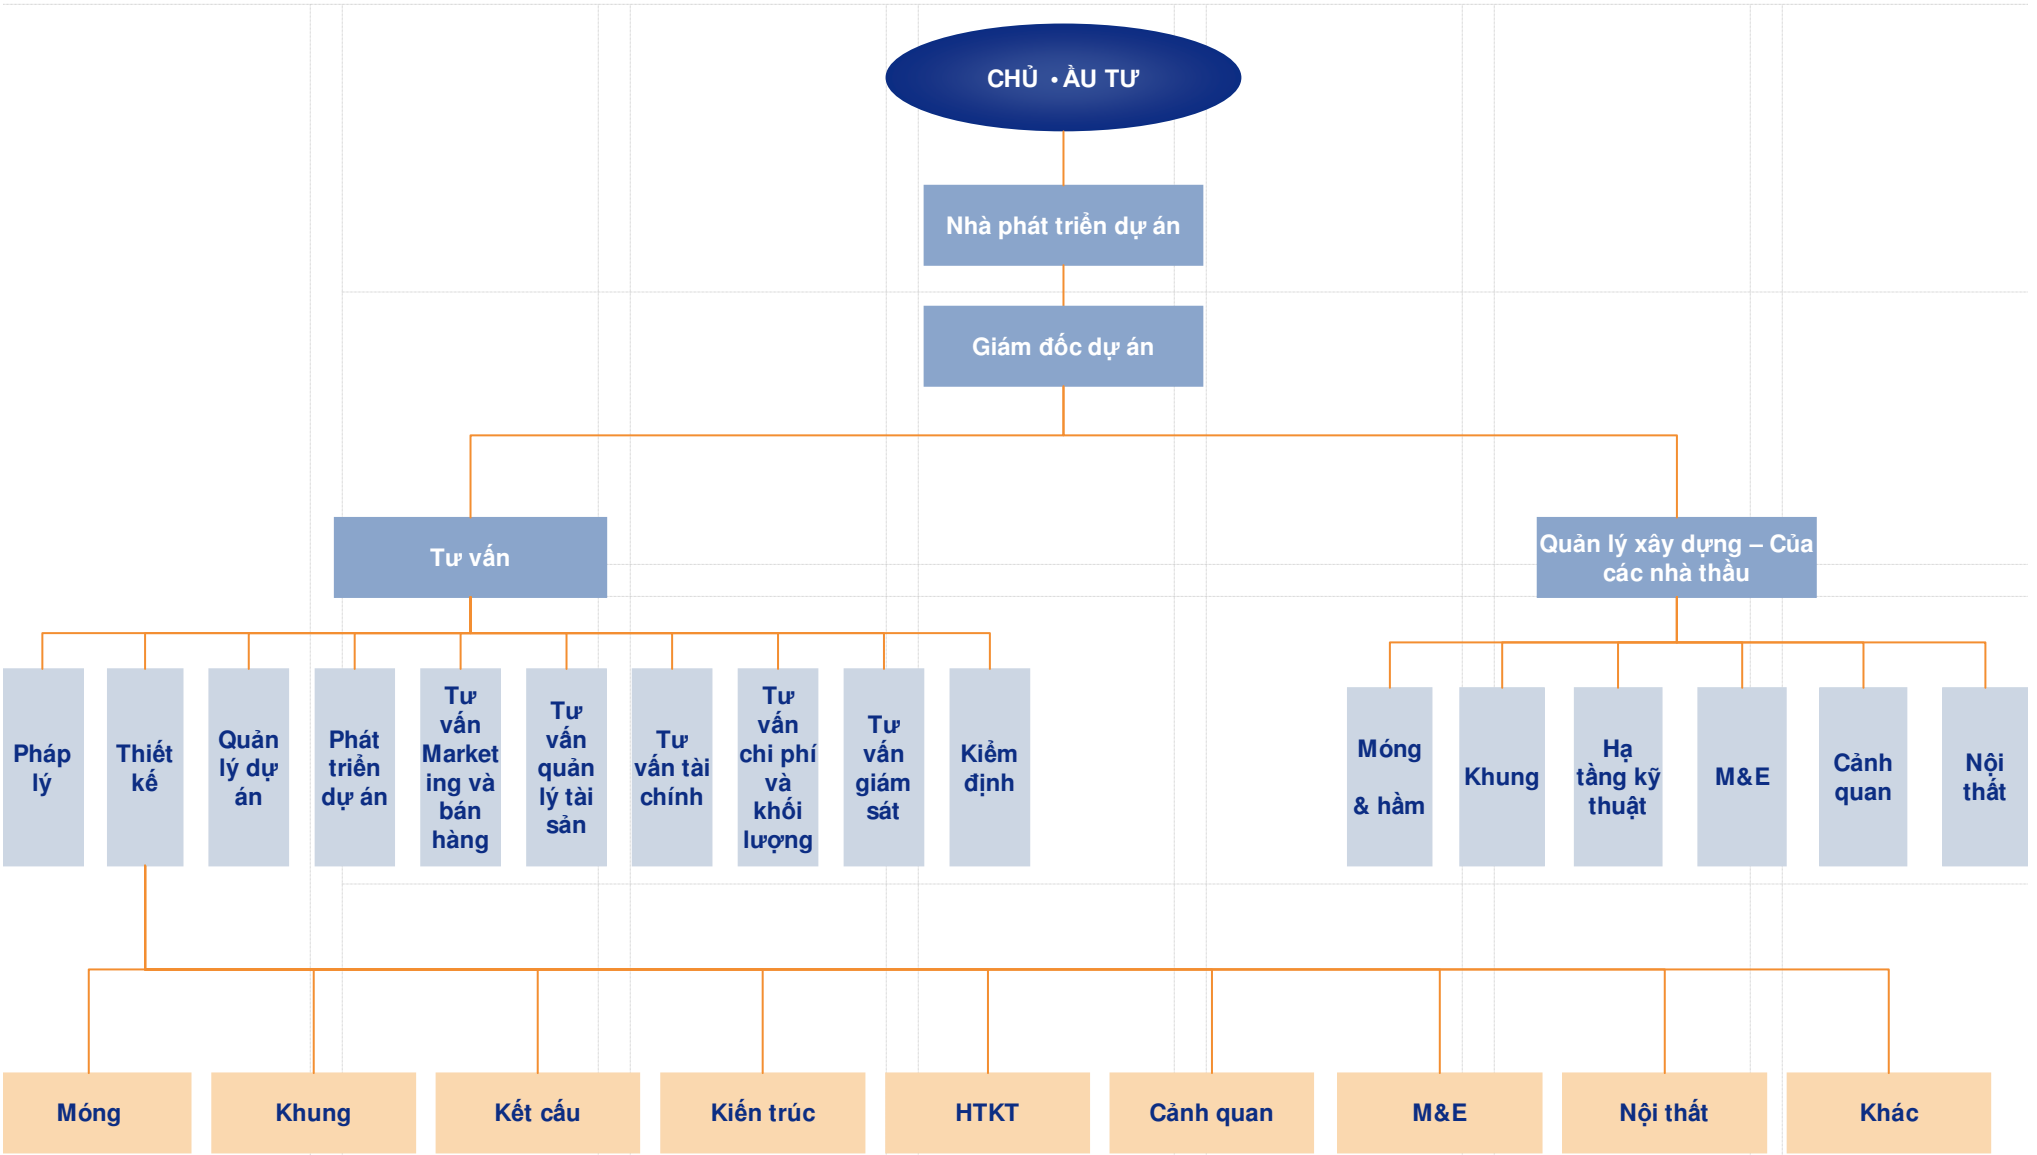 CHỦ •ẦU TƯ
Nhà phát triển dự án
Giám đốc dự án
Tư vấn
Quản lý xây dựng – Của
các nhà thầu
Pháp
lý
Thiết
kế
Quản
lý dự
án
Phát
triển
dự án
Tư
vấn
Market
ing và
bán
hàng
Tư
vấn
quản
lý tài
sản
Tư
vấn tài
chính
Tư
vấn
chi phí
và
khối
lượng
Tư
vấn
giám
sát
Kiểm
định
Móng
& hầm
Khung
Hạ
tầng kỹ
thuật
M&E
Cảnh
quan
Nội
thất
Móng
Khung
Kết cấu
Kiến trúc
HTKT
Cảnh quan
M&E
Nội thất
Khác